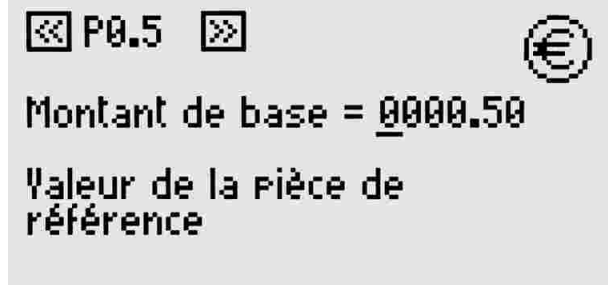 << P0.5 >> €
Montant de base = 0000.50
Valeur de la pièce de
référence